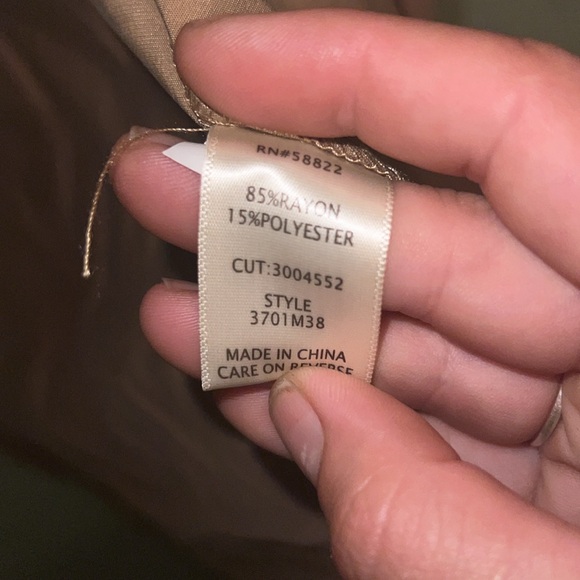 RN#58822
85%RAYON
15%POLYESTER
CUT:3004552
STYLE
3701M38
MADE IN CHINA
CARE ON REVERSE